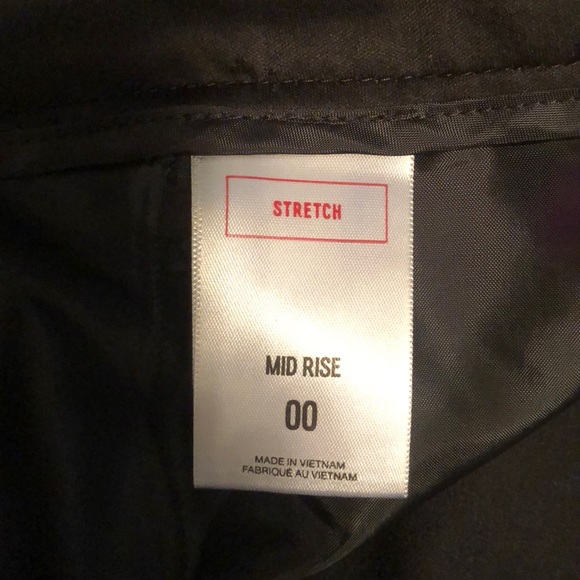 STRETCH
MID RISE
00
MADE IN VIETNAM
FABRIQUÉ AU VIETNAM